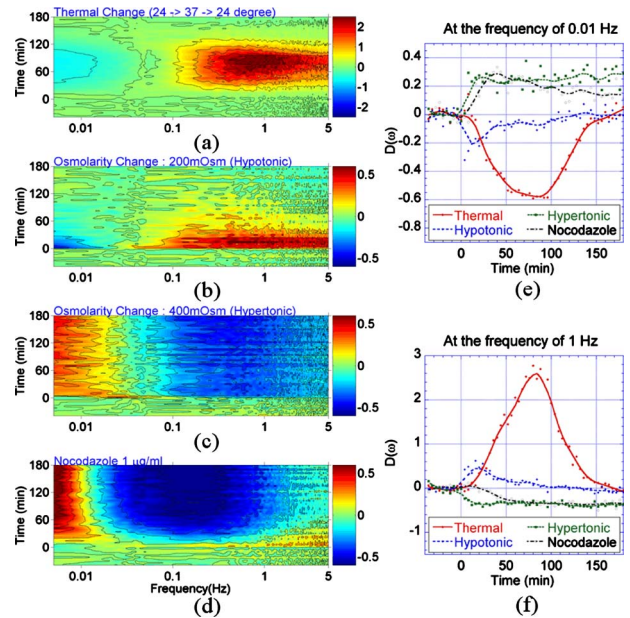 Thermal Change (24 -> 37 -> 24 degree)
Time (min)
180
120
60
0
0.01
0.1
1
5
2
1
0
-1
-2
(a)
Osmolarity Change : 200mOsm (Hypotonic)
Time (min)
180
120
60
0
0.01
0.1
1
5
0.5
0
-0.5
(b)
Osmolarity Change : 400mOsm (Hypertonic)
Time (min)
180
120
60
0
0.01
0.1
1
5
0.5
0
-0.5
(c)
Nocodazole 1 µg/ml
Time (min)
180
120
60
0
0.01
0.1
1
5
Frequency(Hz)
0.5
0
-0.5
(d)
At the frequency of 0.01 Hz
D(ω)
0.6
0.4
0.2
0
-0.2
-0.4
-0.6
-0.8
Thermal
Hypertonic
Hypotonic
Nocodazole
0
50
100
150
Time (min)
(e)
At the frequency of 1 Hz
D(ω)
3
2
1
0
-1
Thermal
Hypertonic
Hypotonic
Nocodazole
0
50
100
150
Time (min)
(f)